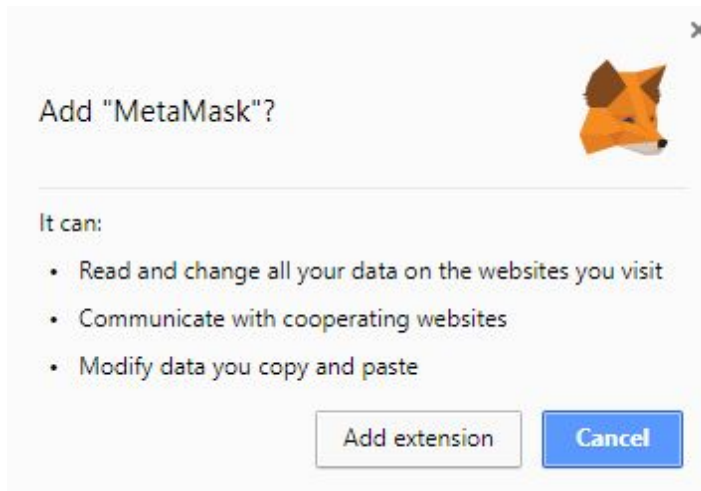 Add "MetaMask"?
It can:
• Read and change all your data on the websites you visit
• Communicate with cooperating websites
• Modify data you copy and paste
Add extension
Cancel